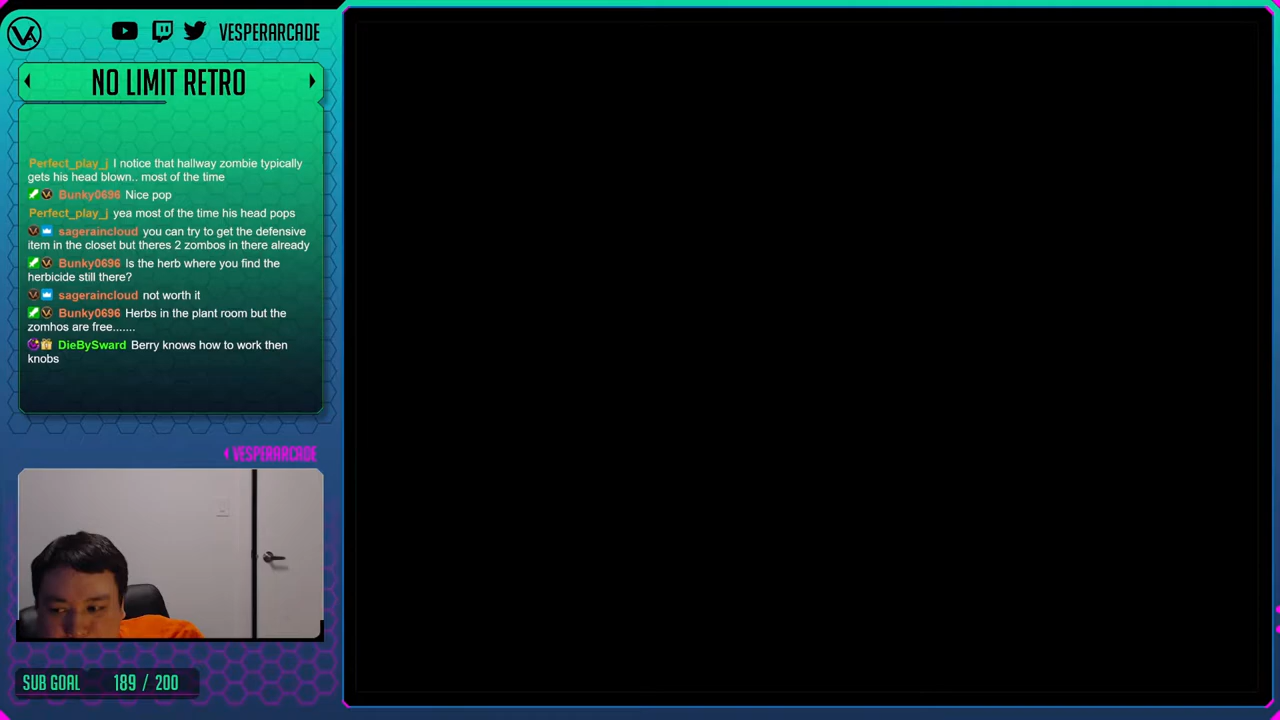 VESPERARCADE
NO LIMIT RETRO
Perfect_play_j I notice that hallway zombie typically
gets his head blown.. most of the time
Bunky0696 Nice pop
Perfect_play_j yea most of the time his head pops
sageraincloud you can try to get the defensive
item in the closet but theres 2 zombos in there already
Bunky0696 Is the herb where you find the
herbicide still there?
sageraincloud not worth it
Bunky0696 Herbs in the plant room but the
zomhos are free.......
DieBySward Berry knows how to work then
knobs
VESPERARCADE
SUB GOAL 189 / 200